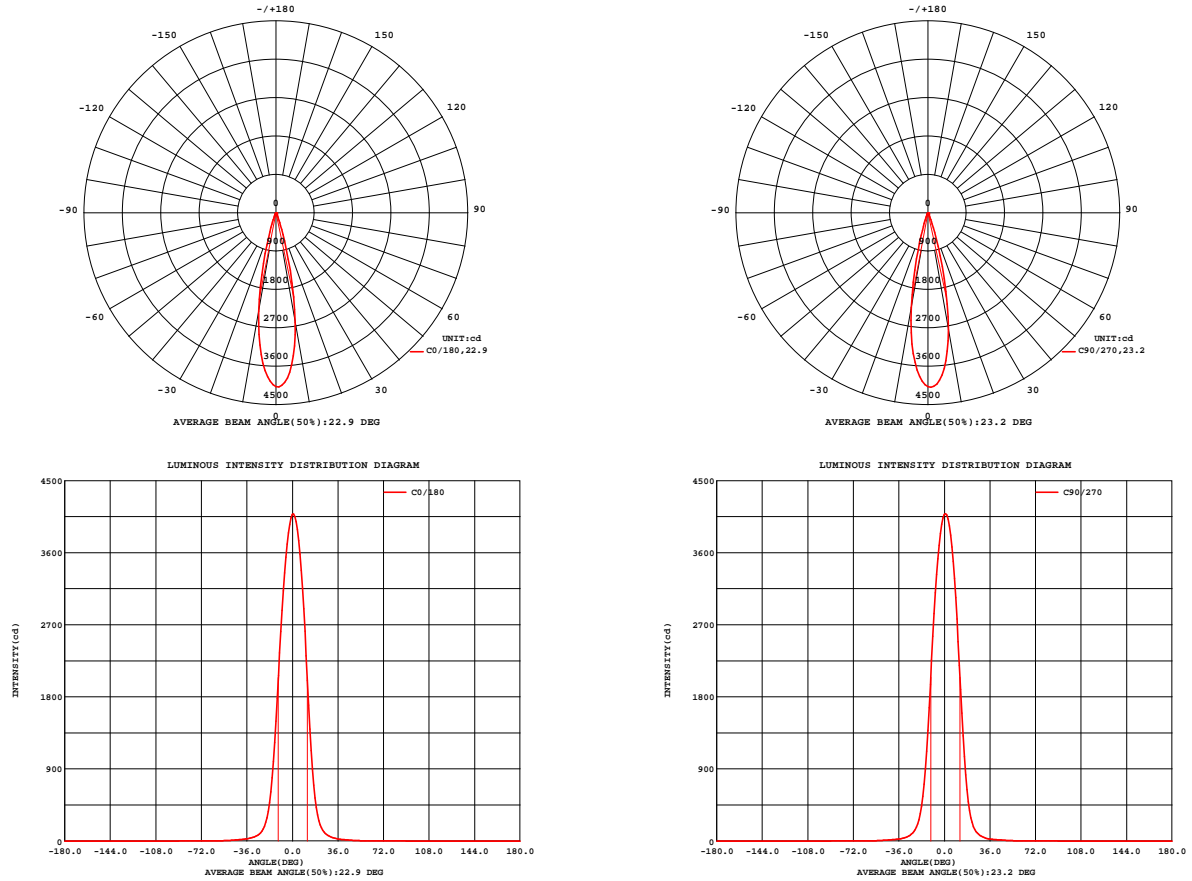 -/+180
-150
150
-120
120
-90
90
-60
60
-30
30
0
900
1800
2700
3600
4500
0
UNIT:cd
C0/180,22.9
AVERAGE BEAM ANGLE(50%):22.9 DEG
-/+180
-150
150
-120
120
-90
90
-60
60
-30
30
0
900
1800
2700
3600
4500
0
UNIT:cd
C90/270,23.2
AVERAGE BEAM ANGLE(50%):23.2 DEG
LUMINOUS INTENSITY DISTRIBUTION DIAGRAM
C0/180
INTENSITY(cd)
4500
3600
2700
1800
900
0
-180.0 -144.0 -108.0 -72.0 -36.0 0.0 36.0 72.0 108.0 144.0 180.0
ANGLE(DEG)
AVERAGE BEAM ANGLE(50%):22.9 DEG
LUMINOUS INTENSITY DISTRIBUTION DIAGRAM
C90/270
INTENSITY(cd)
4500
3600
2700
1800
900
0
-180.0 -144.0 -108.0 -72.0 -36.0 0.0 36.0 72.0 108.0 144.0 180.0
ANGLE(DEG)
AVERAGE BEAM ANGLE(50%):23.2 DEG